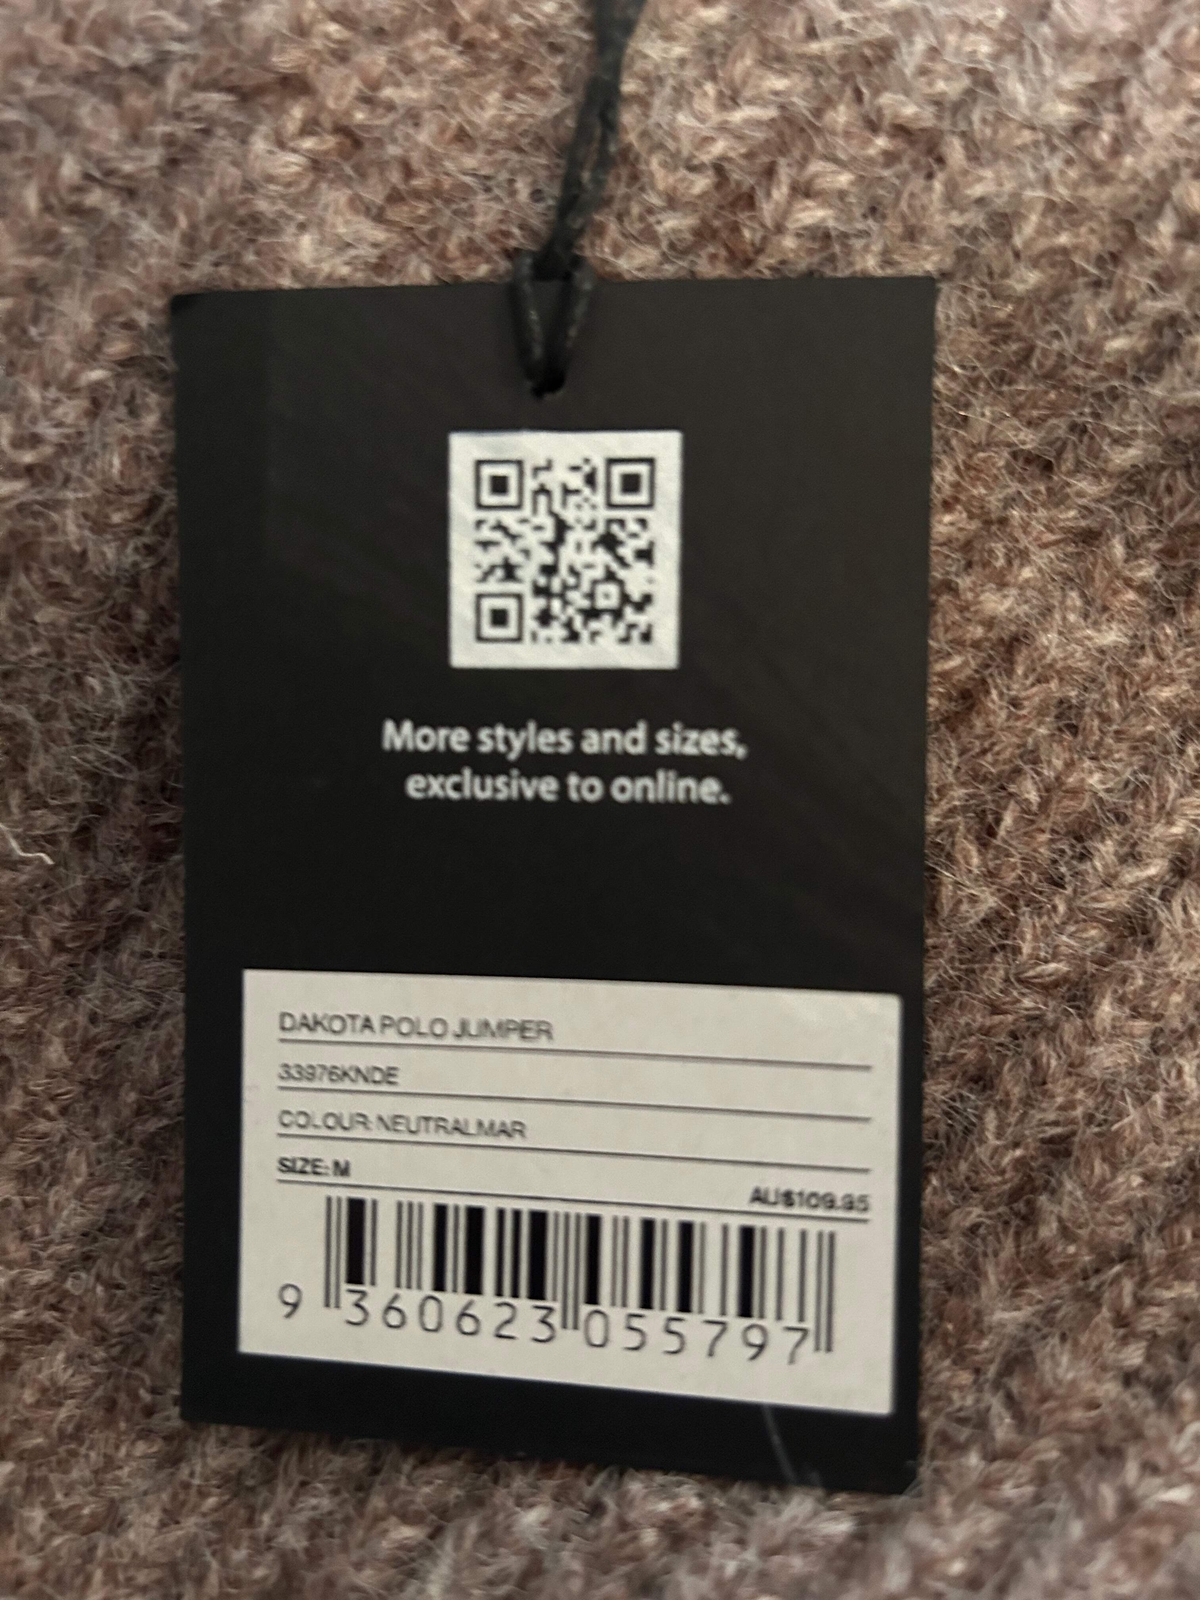 More styles and sizes,
exclusive to online.
DAKOTA POLO JUMPER
33976KNDE
COLOUR: NEUTRALMAR
SIZE: M
AU$109.95
9 360623 055797